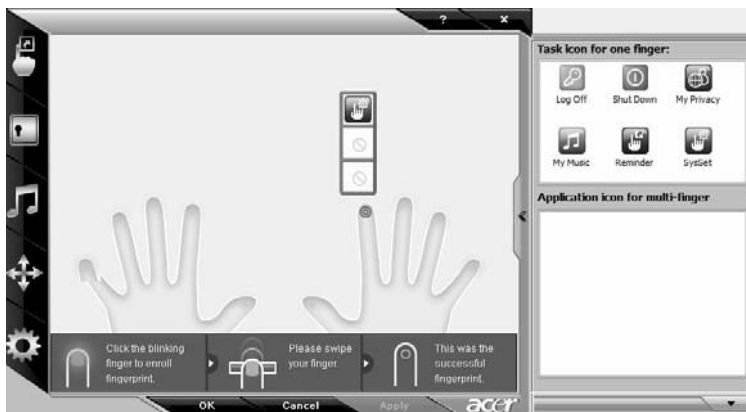 ? x
Task icon for one finger:
Log Off Shut Down My Privacy
My Music Reminder SysSet
Application icon for multi-finger
Click the blinking
finger to enroll
fingerprint.
Please swipe
your finger.
This was the
successful
fingerprint.
OK Cancel Apply acer